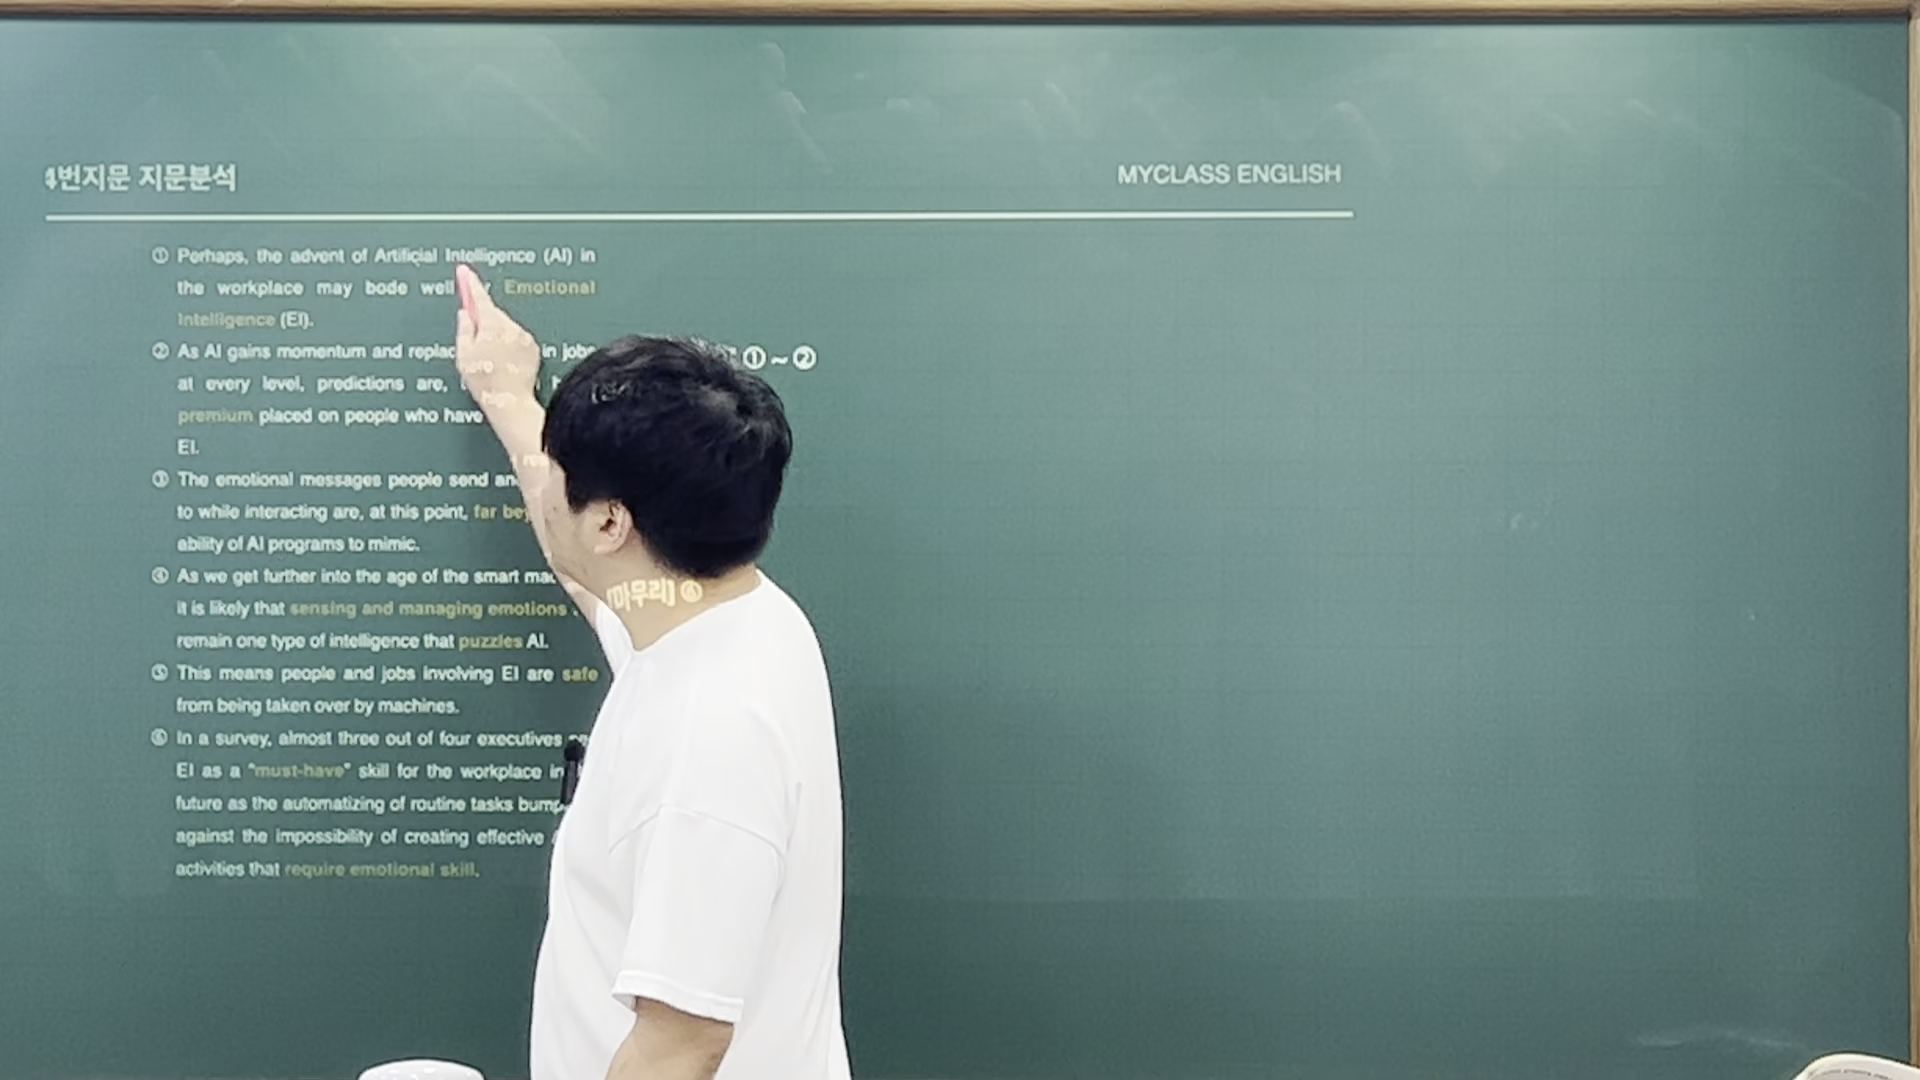 4번지문 지문분석
MYCLASS ENGLISH
① Perhaps, the advent of Artificial Intelligence (AI) in
the workplace may bode well Emotional
Intelligence (EI).
② As AI gains momentum and in jobs
at every level, predictions are,
premium placed on people who have high
EI.
③ The emotional messages people send
to while interacting are, at this point, far
ability of AI programs to mimic.
④ As we get further into the age of the smart
it is likely that sensing and managing emotions
remain one type of intelligence that puzzles AI.
⑤ This means people and jobs involving EI are safe
from being taken over by machines.
⑥ In a survey, almost three out of four executives
EI as a "must-have" skill for the workplace in
future as the automatizing of routine tasks
against the impossibility of creating effective
activities that require emotional skill.
①~②
[마무리] ⑥